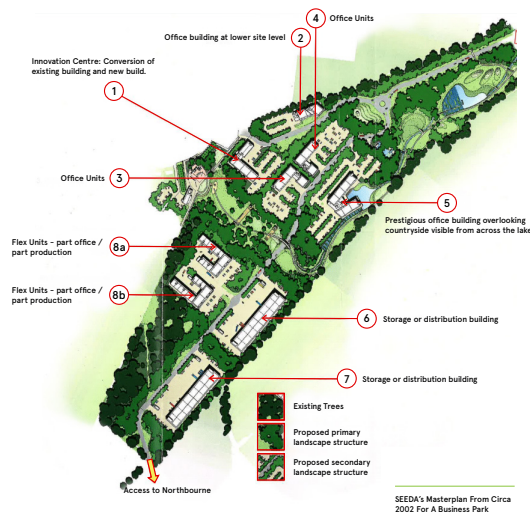 4
Office Units
2
Office building at lower site level
Innovation Centre: Conversion of
existing building and new build.
1
Office Units
3
5
Prestigious office building overlooking
countryside visible from across the lake
Flex Units - part office /
part production
8a
Flex Units - part office /
part production
8b
6
Storage or distribution building
7
Storage or distribution building
Existing Trees
Proposed primary
landscape structure
Proposed secondary
landscape structure
Access to Northbourne
SEEDA's Masterplan From Circa
2002 For A Business Park